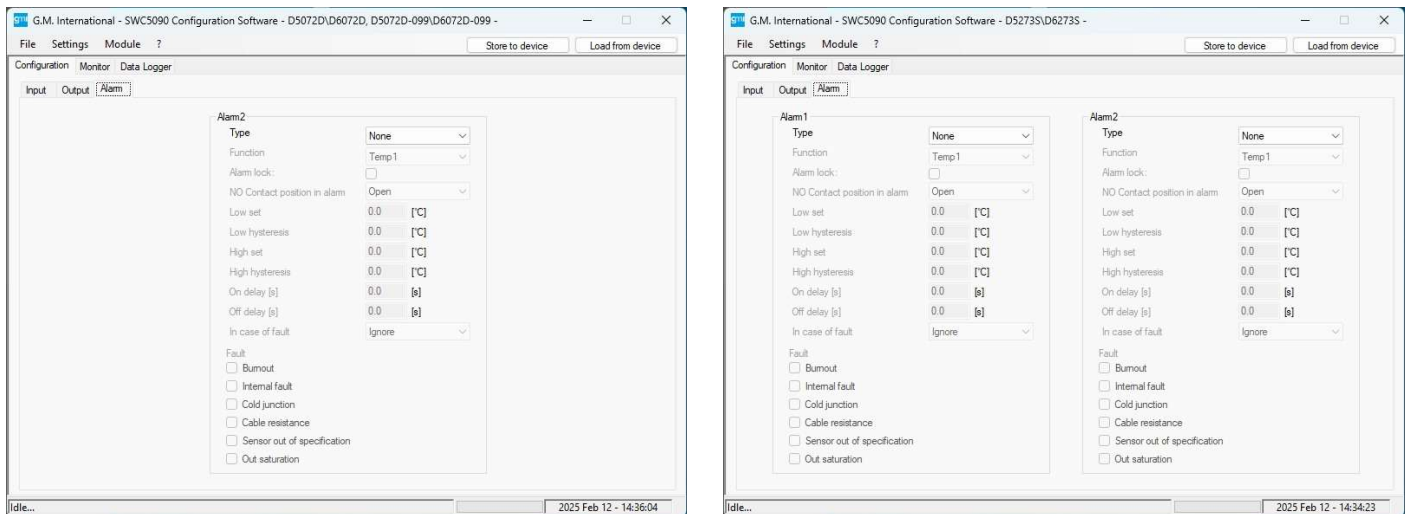 G.M. International - SWC5090 Configuration Software - D5072D\D6072D, D5072D-099\D6072D-099 -
File Settings Module ? Store to device Load from device
Configuration Monitor Data Logger
Input Output Alarm
Alarm2
Type None
Function Temp1
Alarm lock:
NO Contact position in alarm Open
Low set 0.0 [°C]
Low hysteresis 0.0 [°C]
High set 0.0 [°C]
High hysteresis 0.0 [°C]
On delay [s] 0.0 [s]
Off delay [s] 0.0 [s]
In case of fault Ignore
Fault
Burnout
Internal fault
Cold junction
Cable resistance
Sensor out of specification
Out saturation
Idle... 2025 Feb 12 - 14:36:04
G.M. International - SWC5090 Configuration Software - D5273S\D6273S -
File Settings Module ? Store to device Load from device
Configuration Monitor Data Logger
Input Output Alarm
Alarm1
Type None
Function Temp1
Alarm lock:
NO Contact position in alarm Open
Low set 0.0 [°C]
Low hysteresis 0.0 [°C]
High set 0.0 [°C]
High hysteresis 0.0 [°C]
On delay [s] 0.0 [s]
Off delay [s] 0.0 [s]
In case of fault Ignore
Fault
Burnout
Internal fault
Cold junction
Cable resistance
Sensor out of specification
Out saturation
Alarm2
Type None
Function Temp1
Alarm lock:
NO Contact position in alarm Open
Low set 0.0 [°C]
Low hysteresis 0.0 [°C]
High set 0.0 [°C]
High hysteresis 0.0 [°C]
On delay [s] 0.0 [s]
Off delay [s] 0.0 [s]
In case of fault Ignore
Fault
Burnout
Internal fault
Cold junction
Cable resistance
Sensor out of specification
Out saturation
Idle... 2025 Feb 12 - 14:34:23